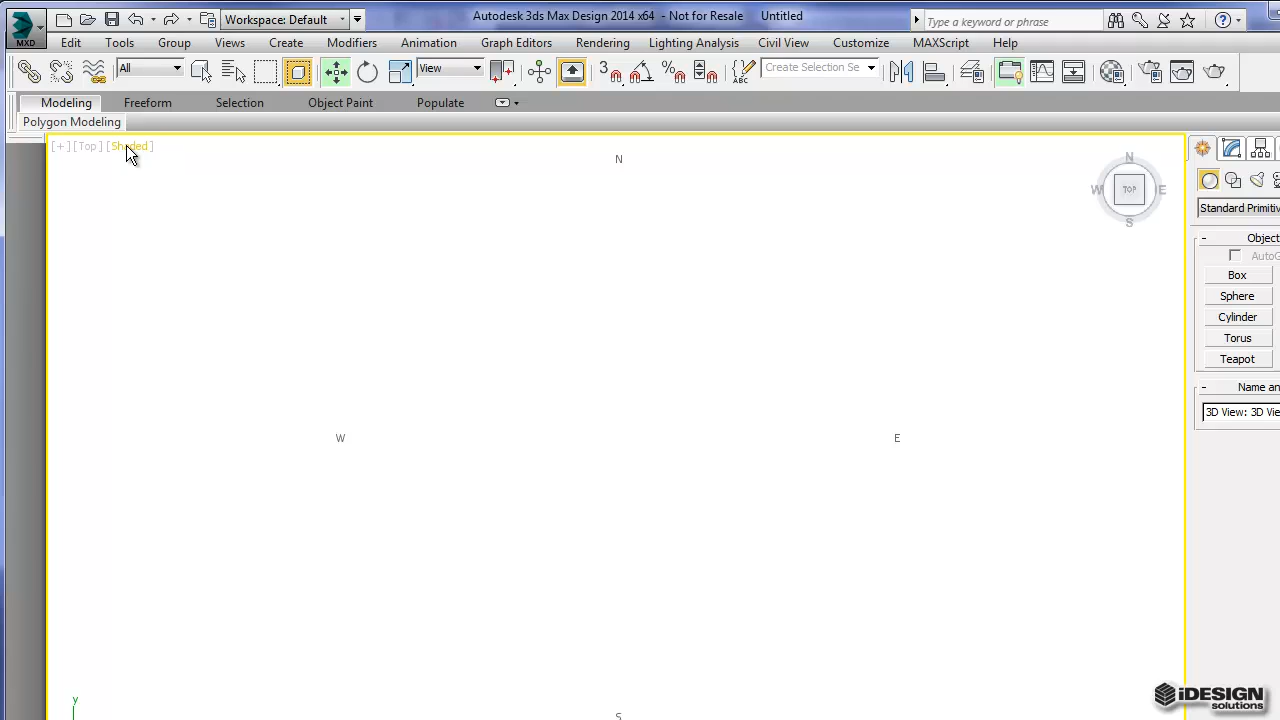 Workspace: Default
Autodesk 3ds Max Design 2014 x64 - Not for Resale Untitled
Type a keyword or phrase
MXD
Edit Tools Group Views Create Modifiers Animation Graph Editors Rendering Lighting Analysis Civil View Customize MAXScript Help
All
View
3
Create Selection Se
Modeling Freeform Selection Object Paint Populate
Polygon Modeling
[+][Top][Shaded]
N
W
E
S
N
W
TOP
E
S
Standard Primitiv
- Object
AutoG
Box
Sphere
Cylinder
Torus
Teapot
- Name an
3D View: 3D Vie
y
iDESIGN
solutions